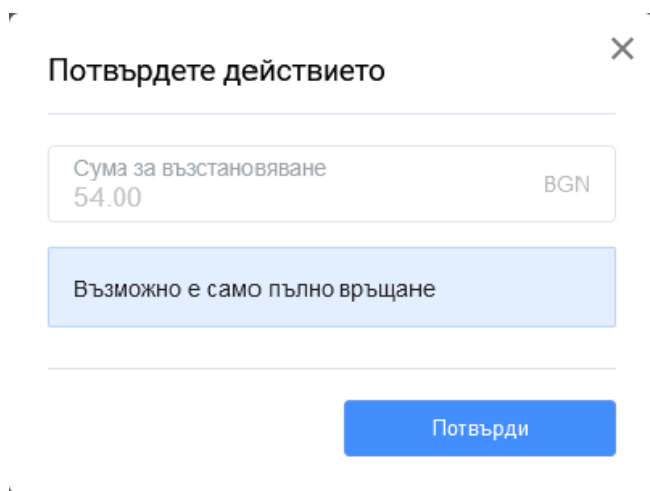 Потвърдете действието
Сума за възстановяване
54.00
BGN
Възможно е само пълно връщане
Потвърди